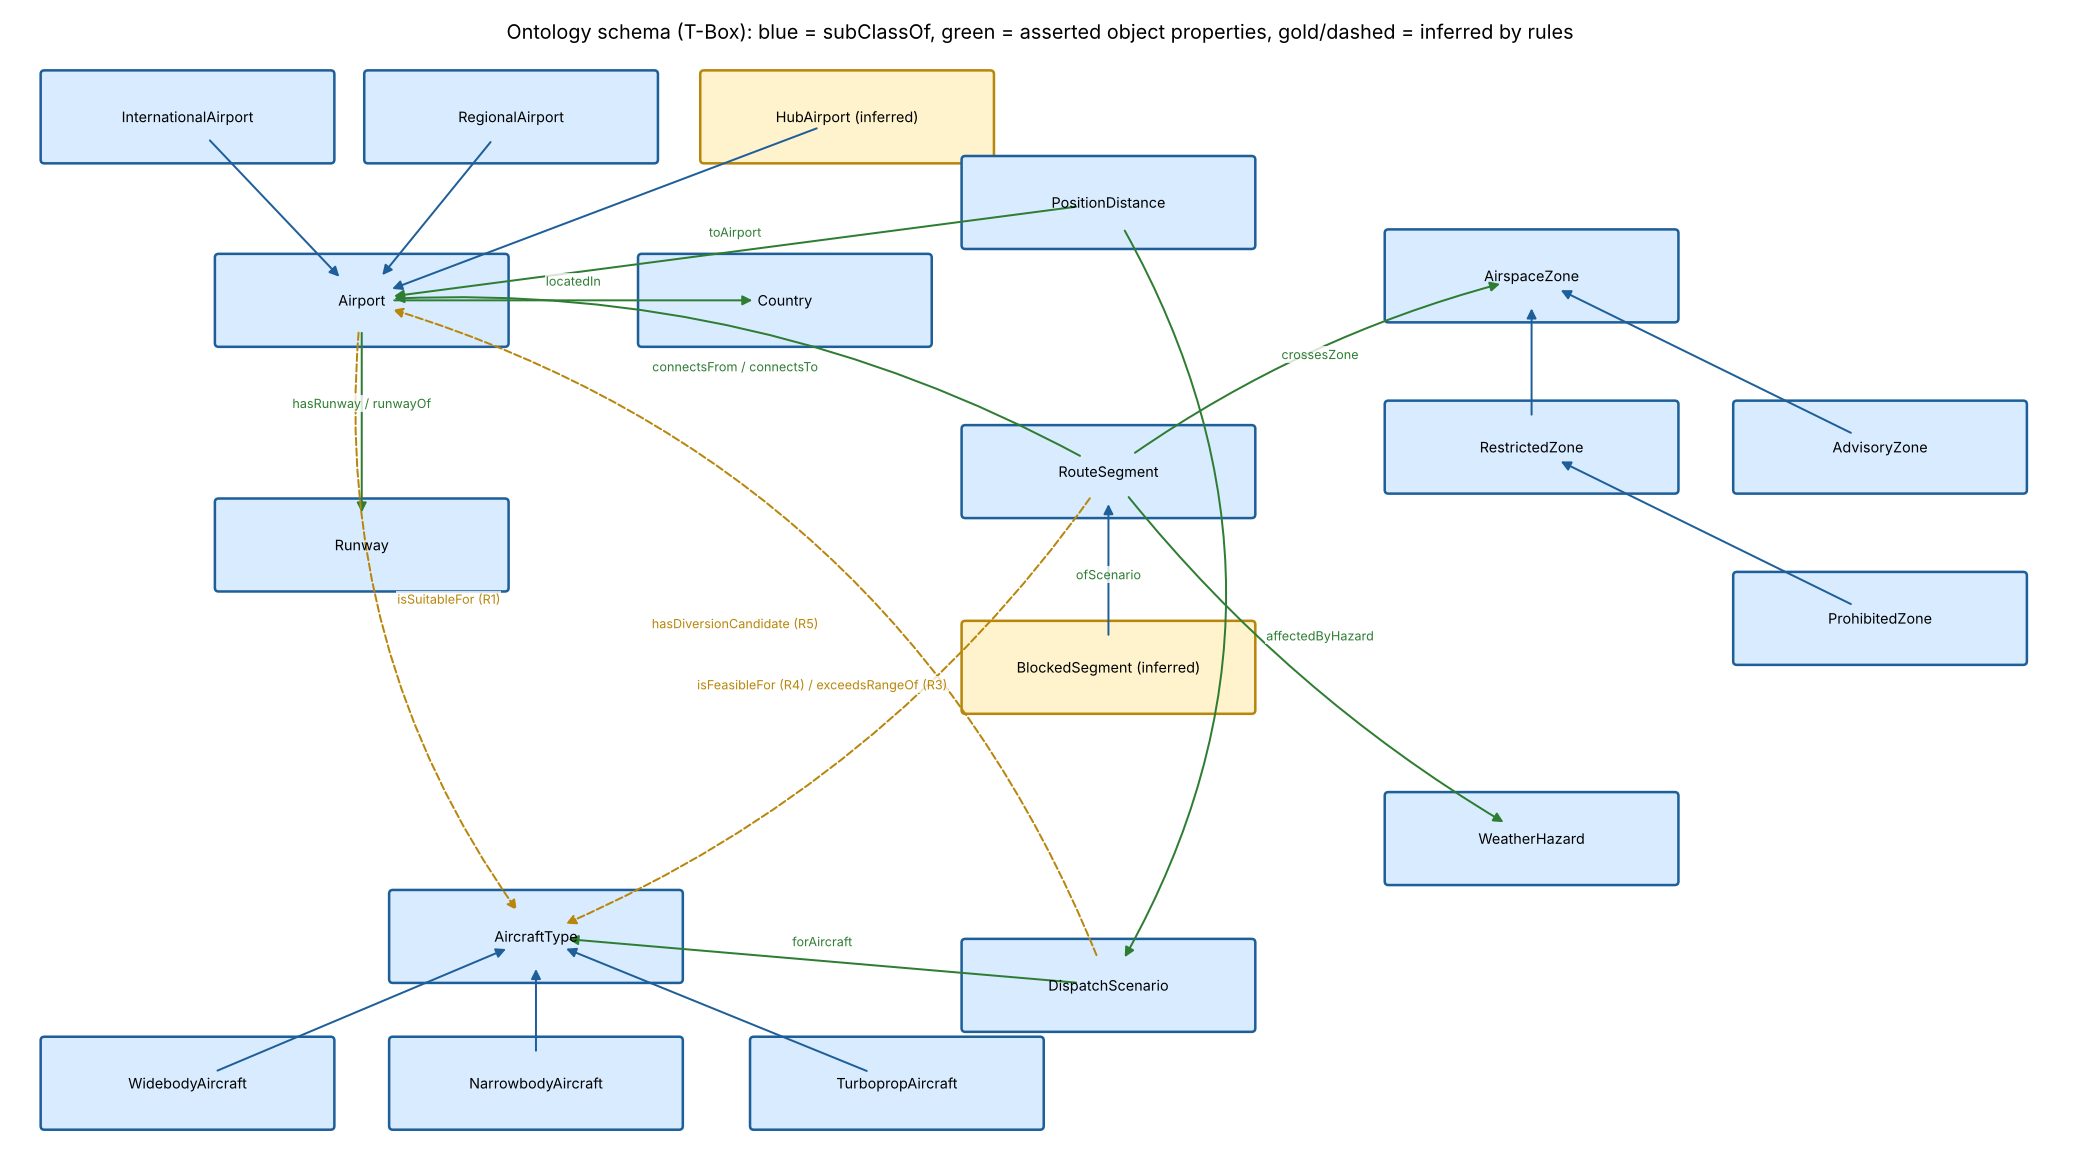 Ontology schema (T-Box): blue = subClassOf, green = asserted object properties, gold/dashed = inferred by rules
InternationalAirport
RegionalAirport
HubAirport (inferred)
PositionDistance
toAirport
locatedIn
AirspaceZone
Airport
Country
crossesZone
connectsFrom / connectsTo
hasRunway / runwayOf
RestrictedZone
AdvisoryZone
RouteSegment
Runway
ofScenario
isSuitableFor (R1)
hasDiversionCandidate (R5)
affectedByHazard
ProhibitedZone
BlockedSegment (inferred)
isFeasibleFor (R4) / exceedsRangeOf (R3)
WeatherHazard
AircraftType
forAircraft
DispatchScenario
WidebodyAircraft
NarrowbodyAircraft
TurbopropAircraft